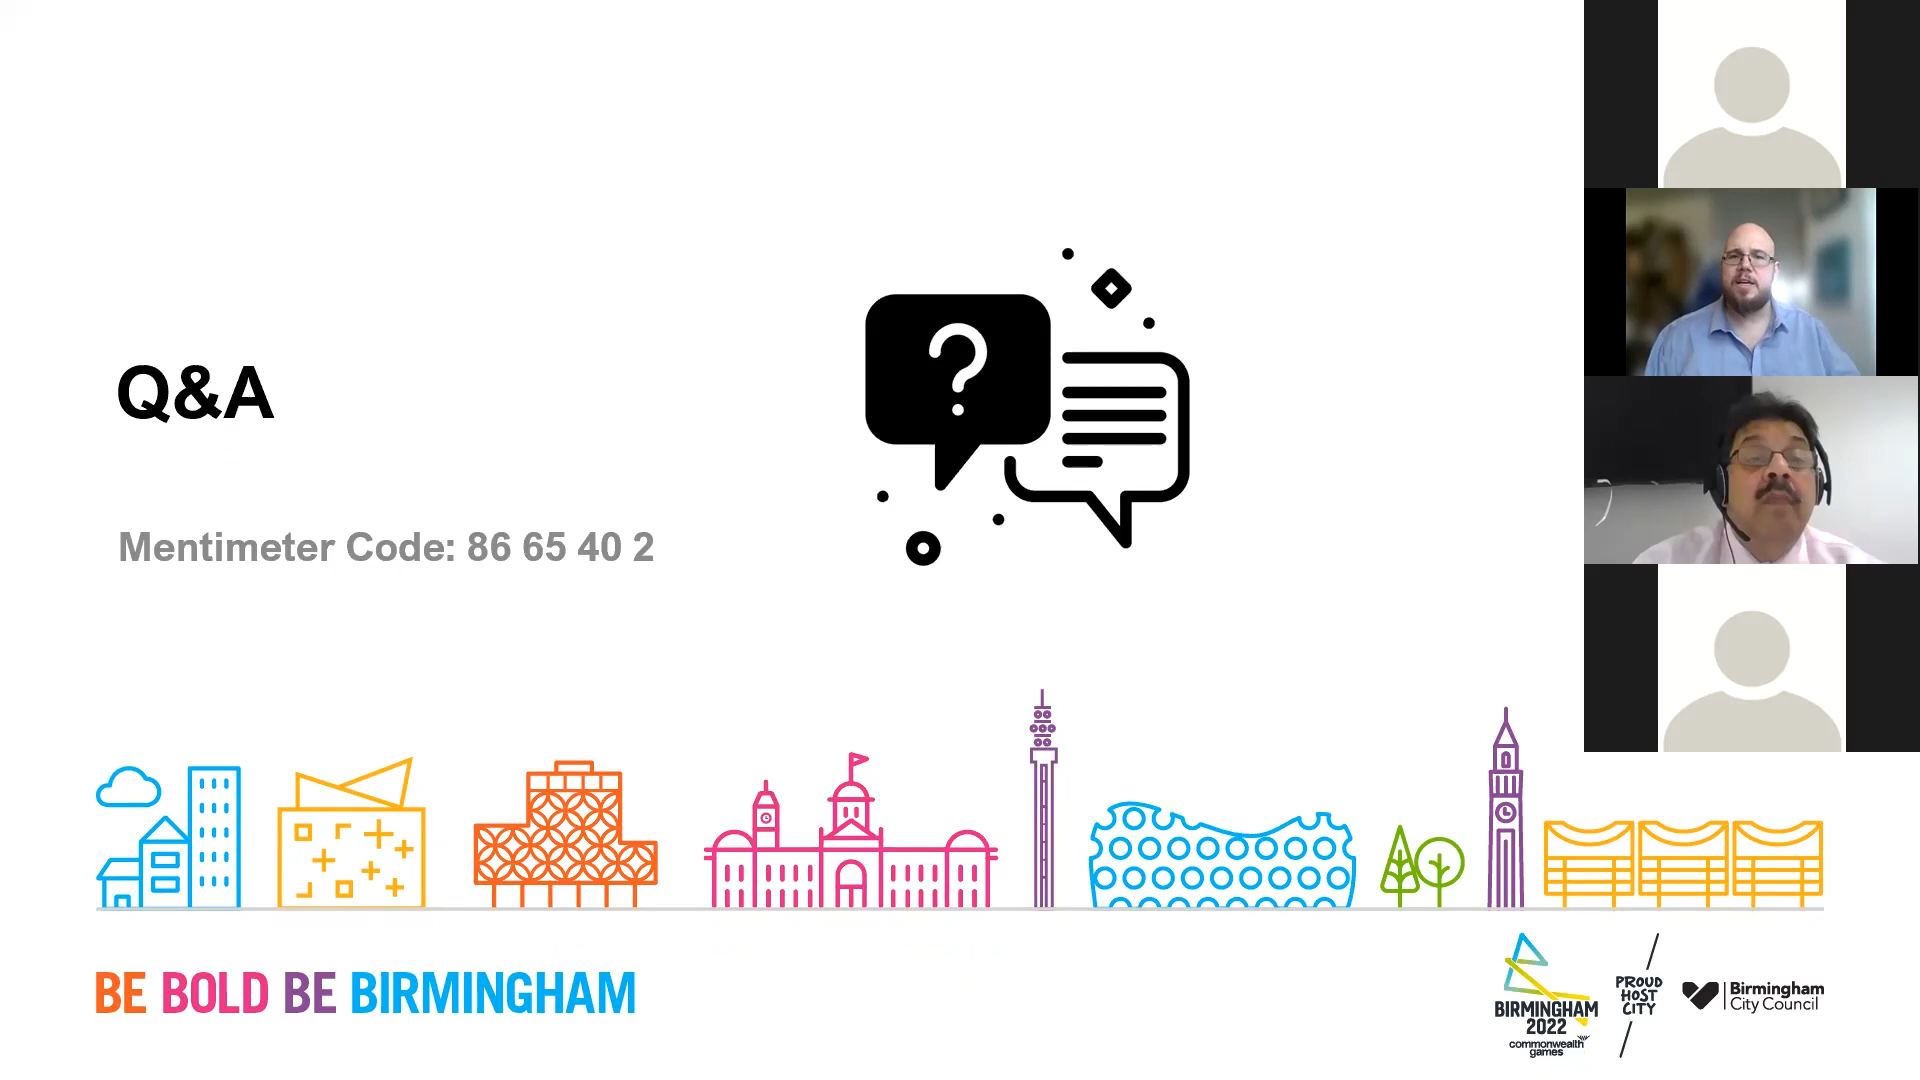 Q&A
Mentimeter Code: 86 65 40 2
BE BOLD BE BIRMINGHAM
BIRMINGHAM
2022
commonwealth
games
PROUD
HOST
CITY
Birmingham
City Council